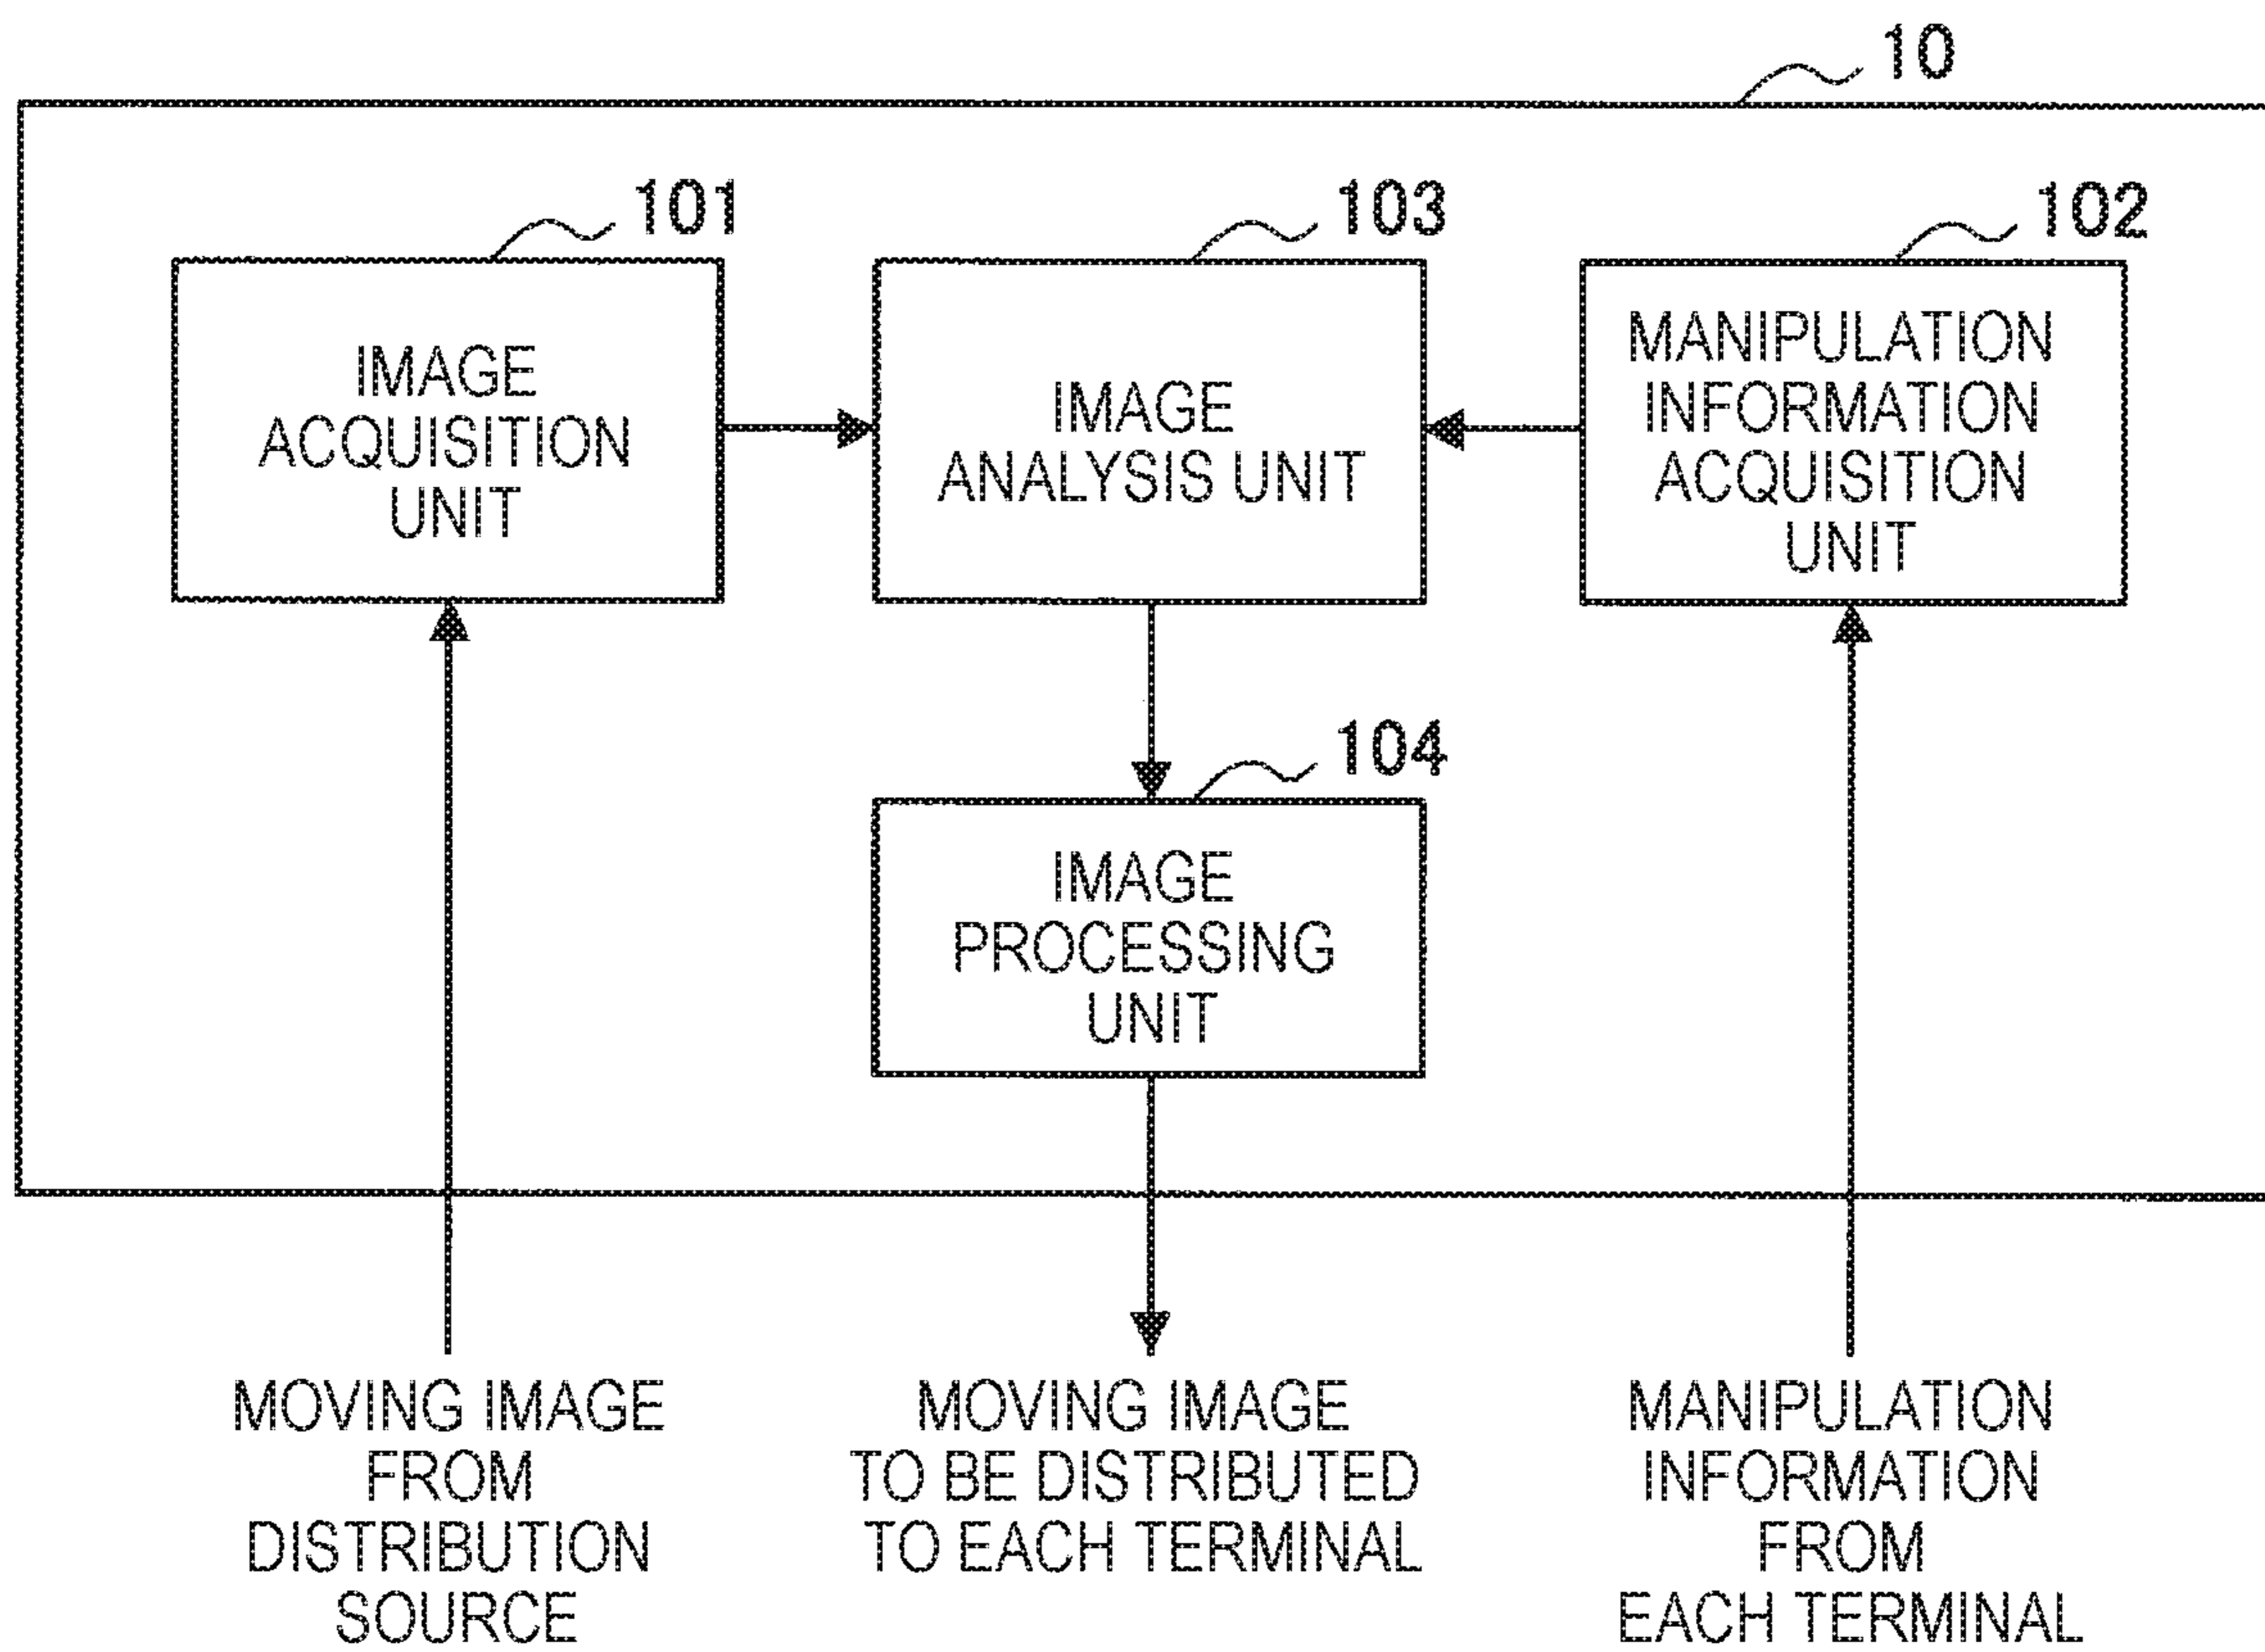 10
101
103
102
IMAGE
ACQUISITION
UNIT
IMAGE
ANALYSIS UNIT
MANIPULATION
INFORMATION
ACQUISITION
UNIT
104
IMAGE
PROCESSING
UNIT
MOVING IMAGE
FROM
DISTRIBUTION
SOURCE
MOVING IMAGE
TO BE DISTRIBUTED
TO EACH TERMINAL
MANIPULATION
INFORMATION
FROM
EACH TERMINAL